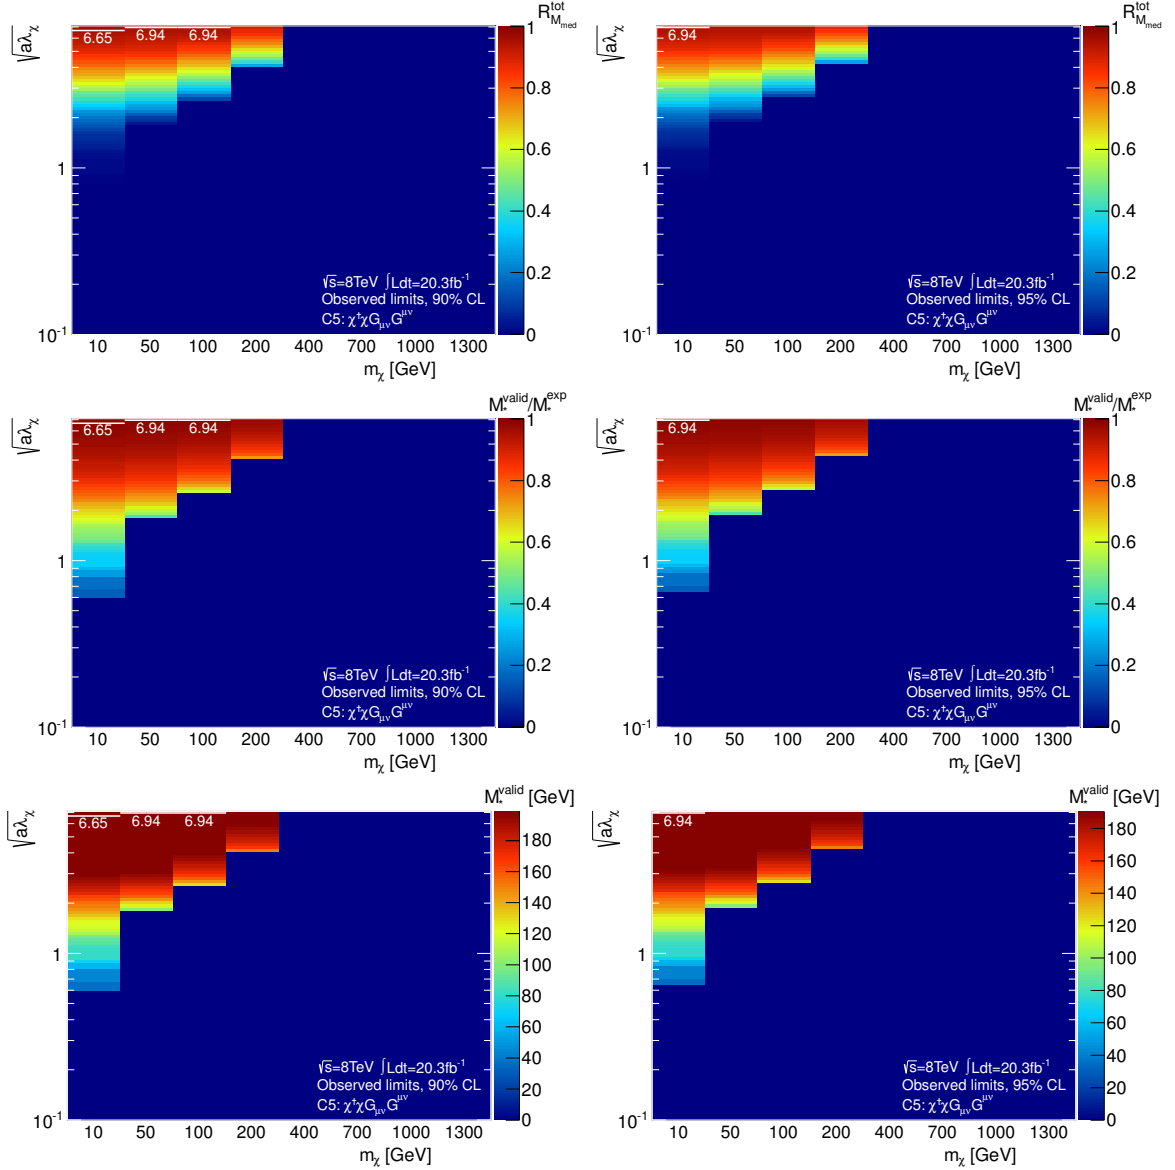 R^tot_M_med R^tot_M_med
√aλ_χ 6.65 6.94 6.94 1 √aλ_χ 6.94 1
0.8 0.8
0.6 0.6
1 1
0.4 0.4
√s=8TeV ∫Ldt=20.3fb⁻¹ √s=8TeV ∫Ldt=20.3fb⁻¹
0.2 0.2
Observed limits, 90% CL Observed limits, 95% CL
C5: χ†χG_μνG^μν C5: χ†χG_μνG^μν
10⁻¹ 0 10⁻¹ 0
10 50 100 200 400 700 1000 1300 10 50 100 200 400 700 1000 1300
m_χ [GeV] m_χ [GeV]
M_*^valid/M_*^exp M_*^valid/M_*^exp
√aλ_χ 6.65 6.94 6.94 1 √aλ_χ 6.94 1
0.8 0.8
0.6 0.6
1 1
0.4 0.4
√s=8TeV ∫Ldt=20.3fb⁻¹ √s=8TeV ∫Ldt=20.3fb⁻¹
0.2 0.2
Observed limits, 90% CL Observed limits, 95% CL
C5: χ†χG_μνG^μν C5: χ†χG_μνG^μν
10⁻¹ 0 10⁻¹ 0
10 50 100 200 400 700 1000 1300 10 50 100 200 400 700 1000 1300
m_χ [GeV] m_χ [GeV]
M_*^valid [GeV] M_*^valid [GeV]
√aλ_χ 6.65 6.94 6.94 √aλ_χ 6.94
180 180
160 160
140 140
120 120
1 100 1 100
80 80
60 60
√s=8TeV ∫Ldt=20.3fb⁻¹ √s=8TeV ∫Ldt=20.3fb⁻¹
40 40
Observed limits, 90% CL Observed limits, 95% CL
20 20
C5: χ†χG_μνG^μν C5: χ†χG_μνG^μν
10⁻¹ 0 10⁻¹ 0
10 50 100 200 400 700 1000 1300 10 50 100 200 400 700 1000 1300
m_χ [GeV] m_χ [GeV]